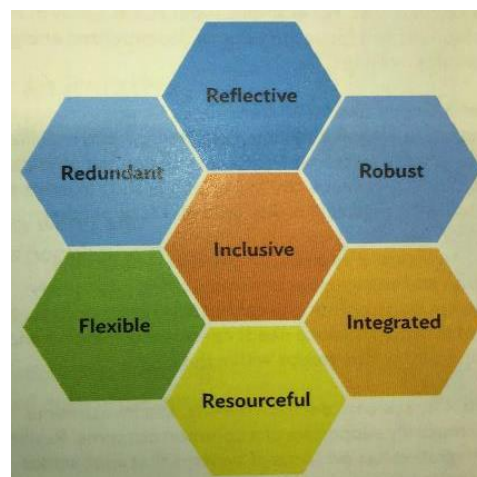 Reflective
Redundant
Robust
Inclusive
Flexible
Integrated
Resourceful